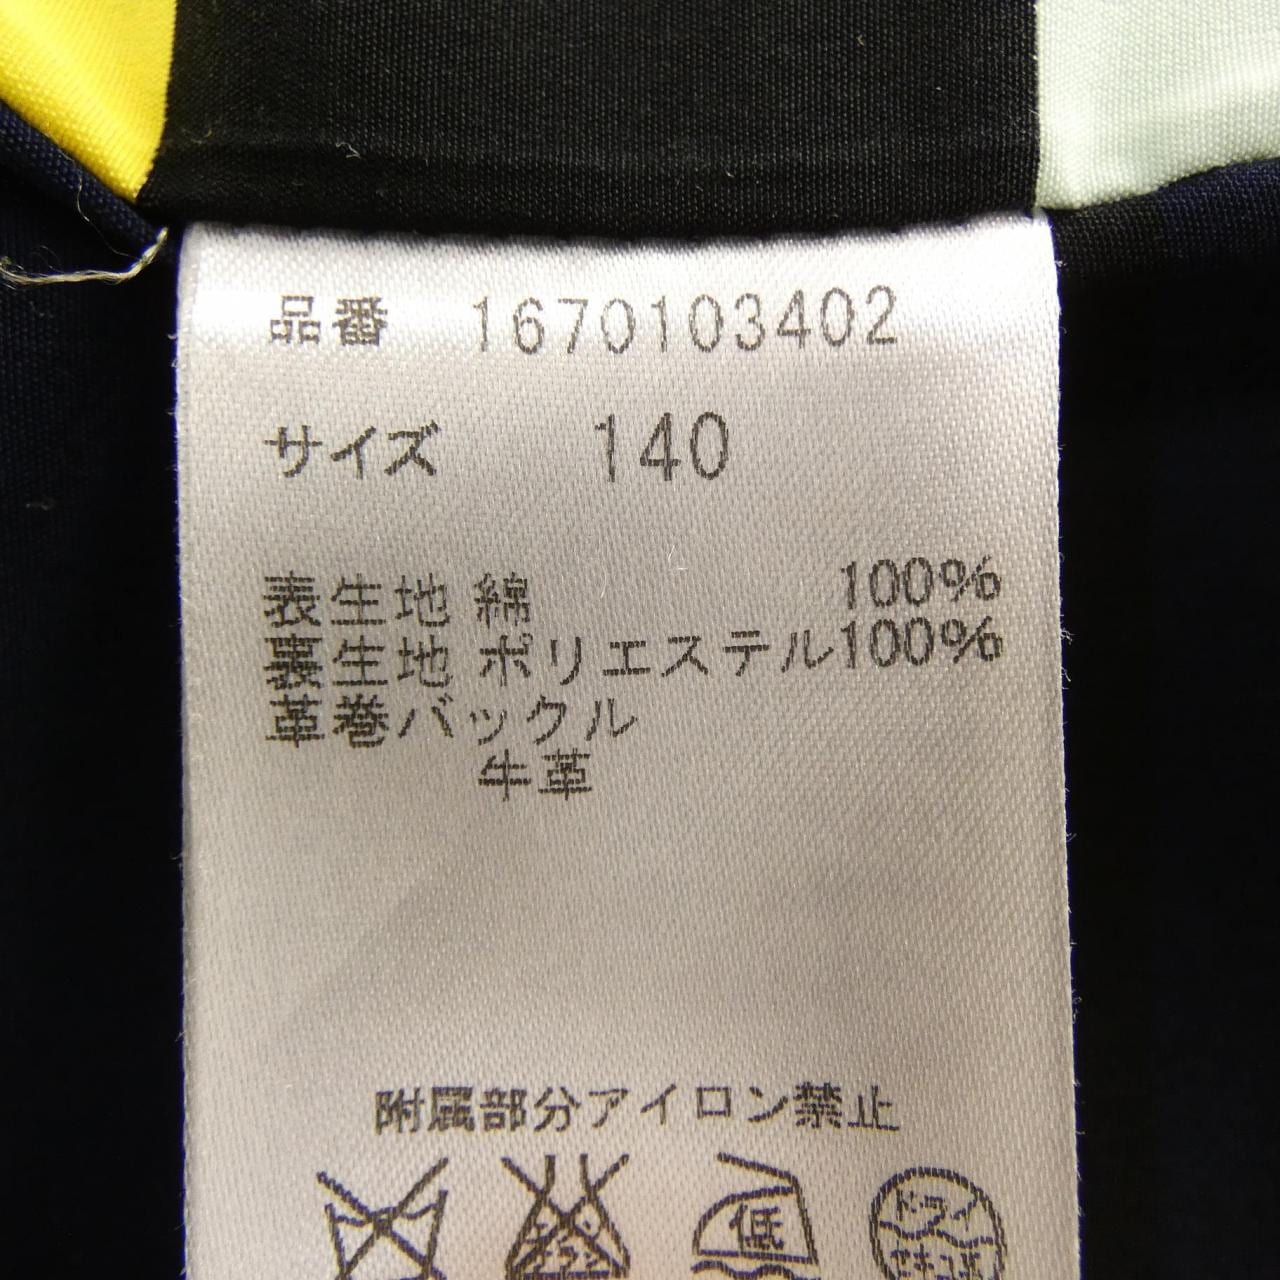 品番 1670103402
サイズ 140
表生地 綿 100%
裏生地 ポリエステル100%
革巻バックル
牛革
附属部分アイロン禁止
低
ドライ